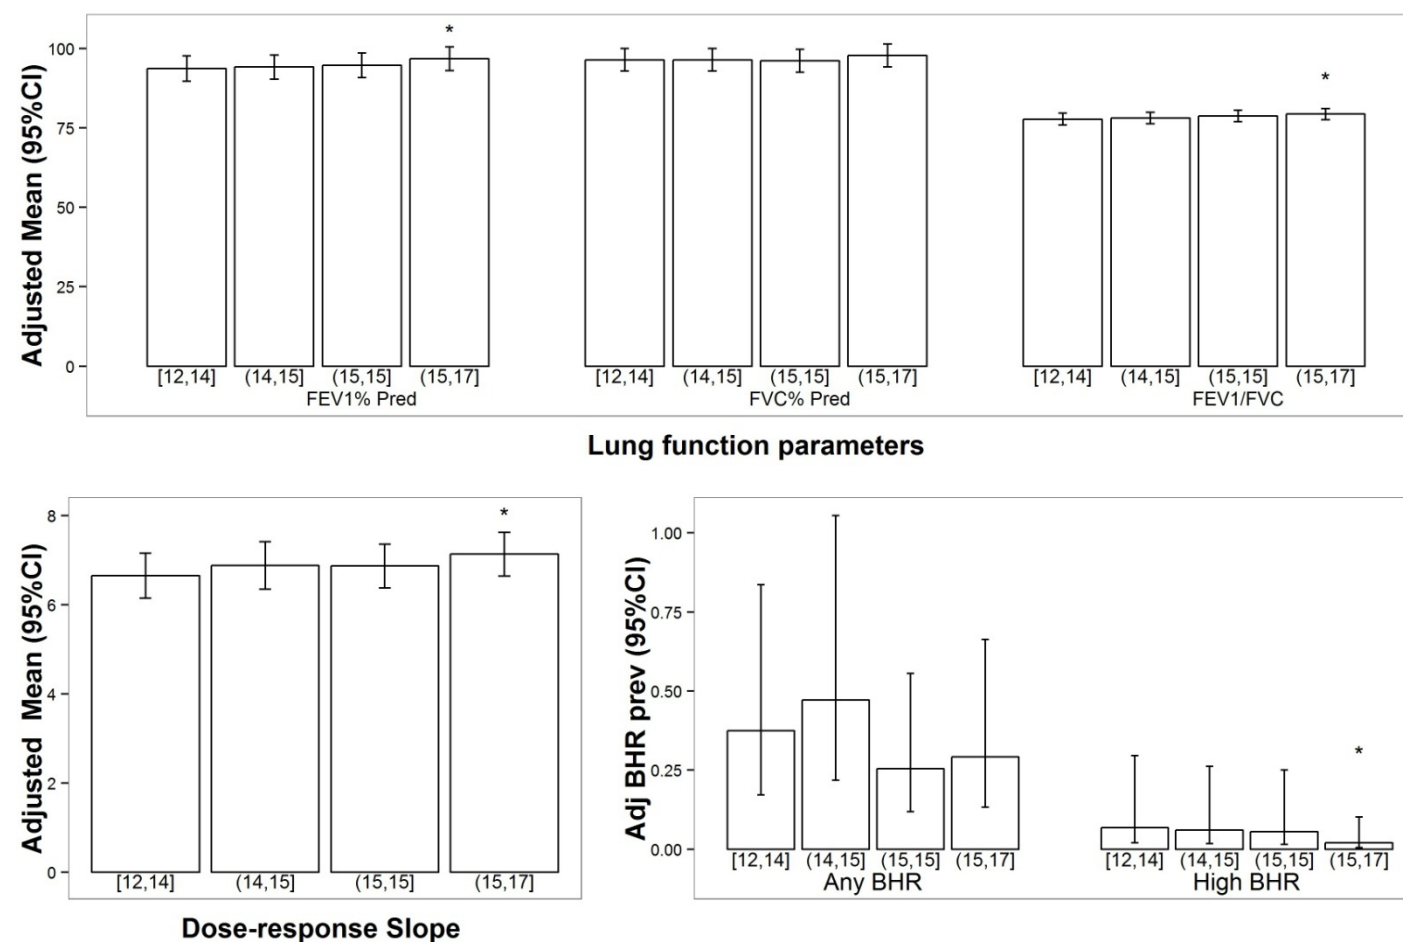 *
*
100
75
50
25
0
Adjusted Mean (95%CI)
[12,14] (14,15] (15,15] (15,17] [12,14] (14,15] (15,15] (15,17] [12,14] (14,15] (15,15] (15,17]
FEV1% Pred FVC% Pred FEV1/FVC
Lung function parameters
*
8
6
4
2
0
Adjusted Mean (95%CI)
[12,14] (14,15] (15,15] (15,17]
Dose-response Slope
1.00
0.75
0.50
0.25
0.00
*
Adj BHR prev (95%CI)
[12,14] (14,15] (15,15] (15,17] [12,14] (14,15] (15,15] (15,17]
Any BHR High BHR